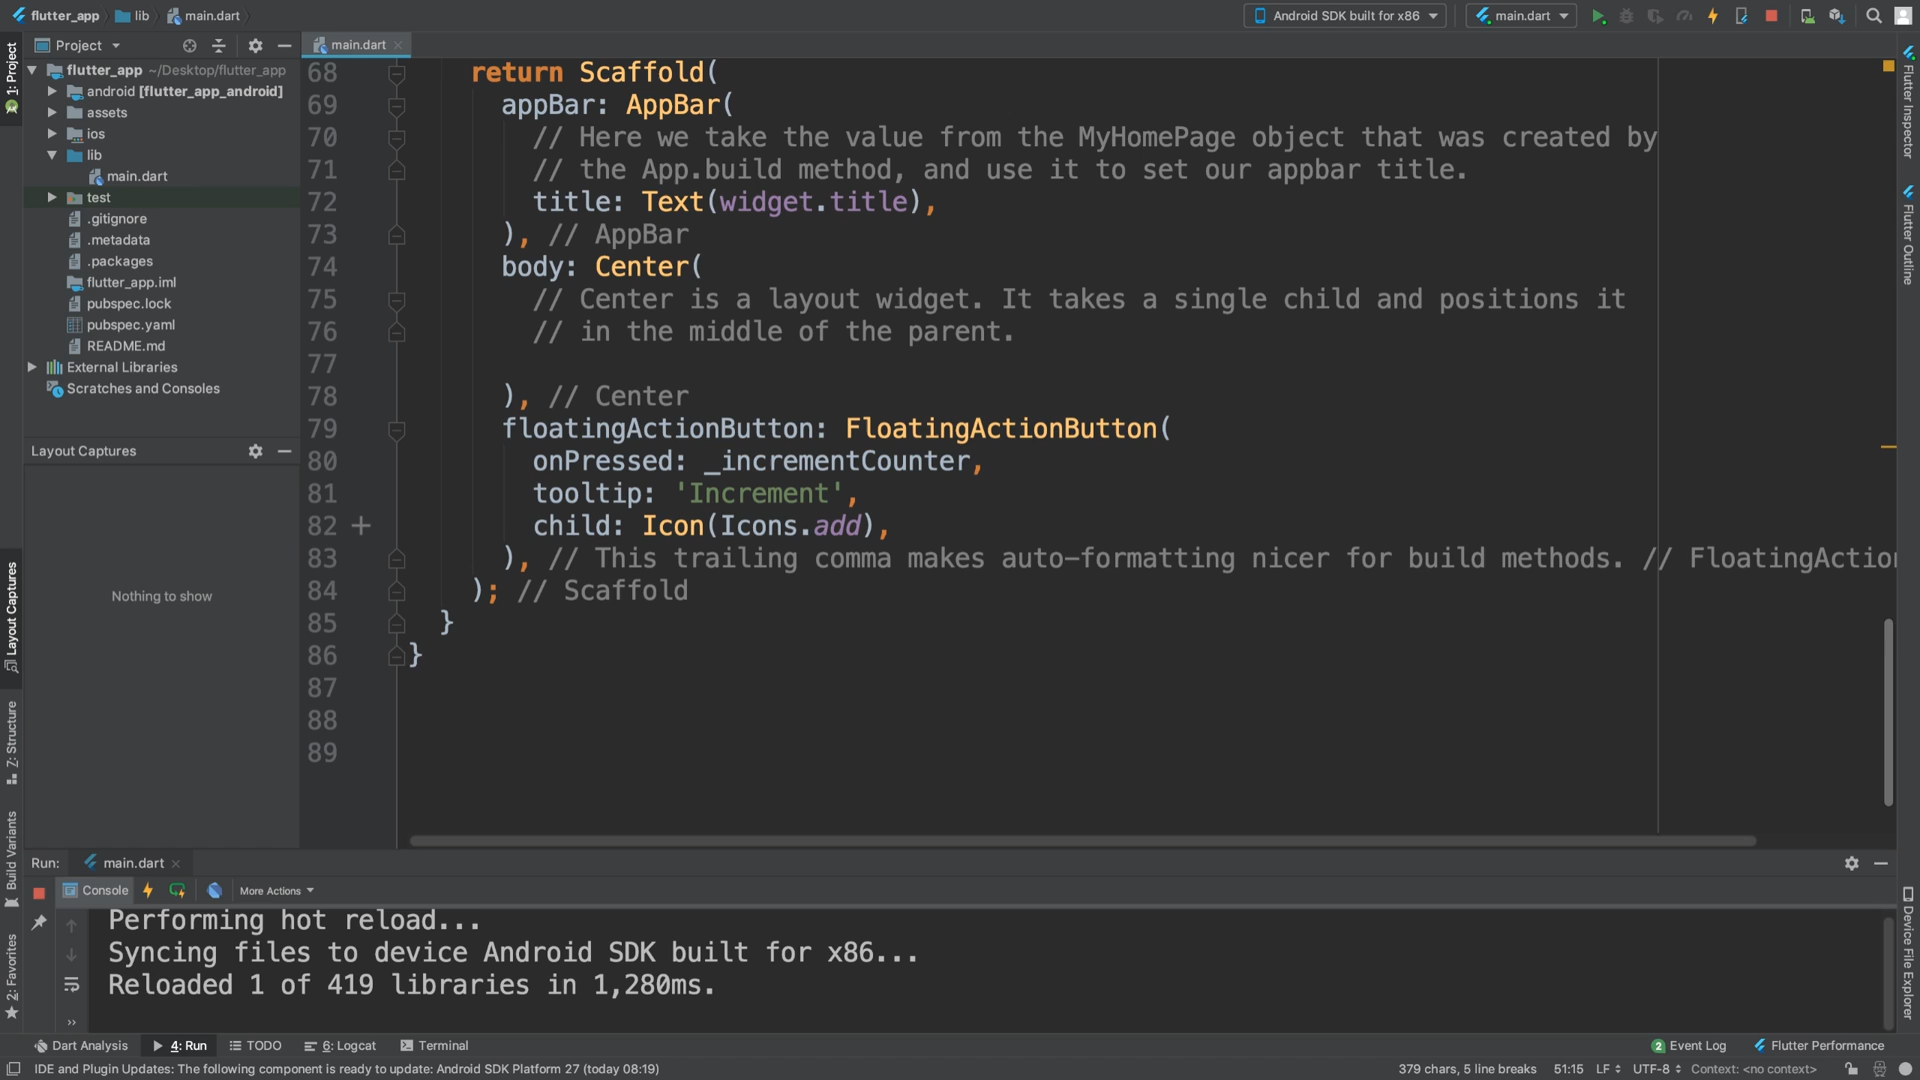 flutter_app lib main.dart Android SDK built for x86 main.dart
Project main.dart
flutter_app ~/Desktop/flutter_app
android [flutter_app_android]
assets
ios
lib
main.dart
test
.gitignore
.metadata
.packages
flutter_app.iml
pubspec.lock
pubspec.yaml
README.md
External Libraries
Scratches and Consoles
Layout Captures
Nothing to show
1: Project
Layout Captures
Z: Structure
Build Variants
2: Favorites
68 return Scaffold(
69 appBar: AppBar(
70 // Here we take the value from the MyHomePage object that was created by
71 // the App.build method, and use it to set our appbar title.
72 title: Text(widget.title),
73 ), // AppBar
74 body: Center(
75 // Center is a layout widget. It takes a single child and positions it
76 // in the middle of the parent.
77
78 ), // Center
79 floatingActionButton: FloatingActionButton(
80 onPressed: _incrementCounter,
81 tooltip: 'Increment',
82 child: Icon(Icons.add),
83 ), // This trailing comma makes auto-formatting nicer for build methods. // FloatingAction
84 ); // Scaffold
85 }
86 }
87
88
89
Flutter Inspector
Flutter Outline
Device File Explorer
Run: main.dart
Console More Actions
Performing hot reload...
Syncing files to device Android SDK built for x86...
Reloaded 1 of 419 libraries in 1,280ms.
Dart Analysis 4: Run TODO 6: Logcat Terminal 2 Event Log Flutter Performance
IDE and Plugin Updates: The following component is ready to update: Android SDK Platform 27 (today 08:19) 379 chars, 5 line breaks 51:15 LF UTF-8 Context: <no context>